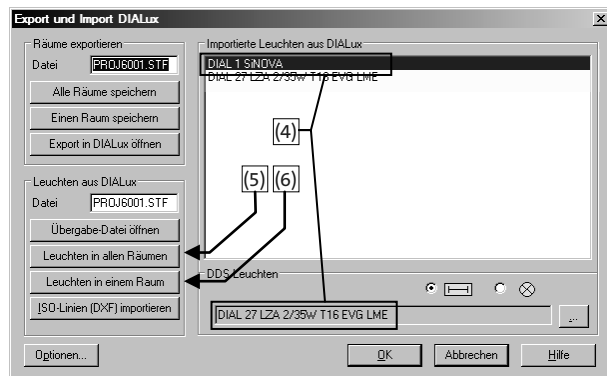 Export und Import DIALux
Räume exportieren
Datei PROJ6001.STF
Alle Räume speichern
Einen Raum speichern
Export in DIALux öffnen
Leuchten aus DIALux
Datei PROJ6001.STF
Übergabe-Datei öffnen
Leuchten in allen Räumen
Leuchten in einem Raum
ISO-Linien (DXF) importieren
Importierte Leuchten aus DIALux
DIAL 1 SiNOVA
DIAL 27 LZA 2/35W T16 EVG LME
(4)
(5) (6)
DDS Leuchten
DIAL 27 LZA 2/35W T16 EVG LME
...
Optionen...
OK
Abbrechen
Hilfe